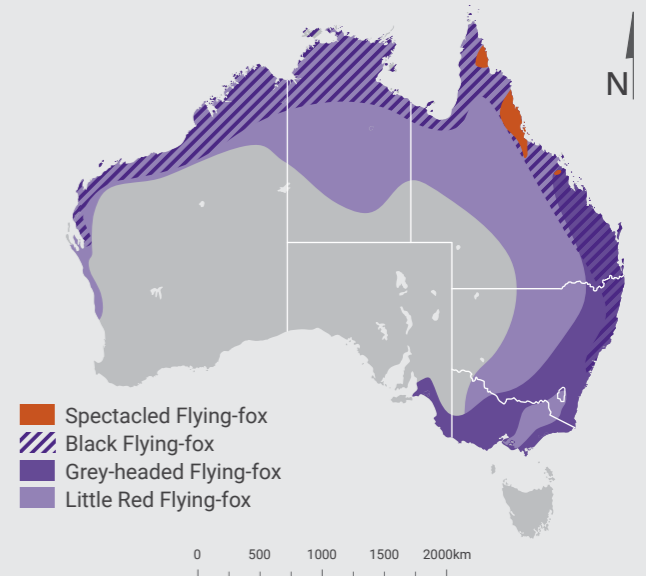 N
Spectacled Flying-fox
Black Flying-fox
Grey-headed Flying-fox
Little Red Flying-fox
0 500 1000 1500 2000km